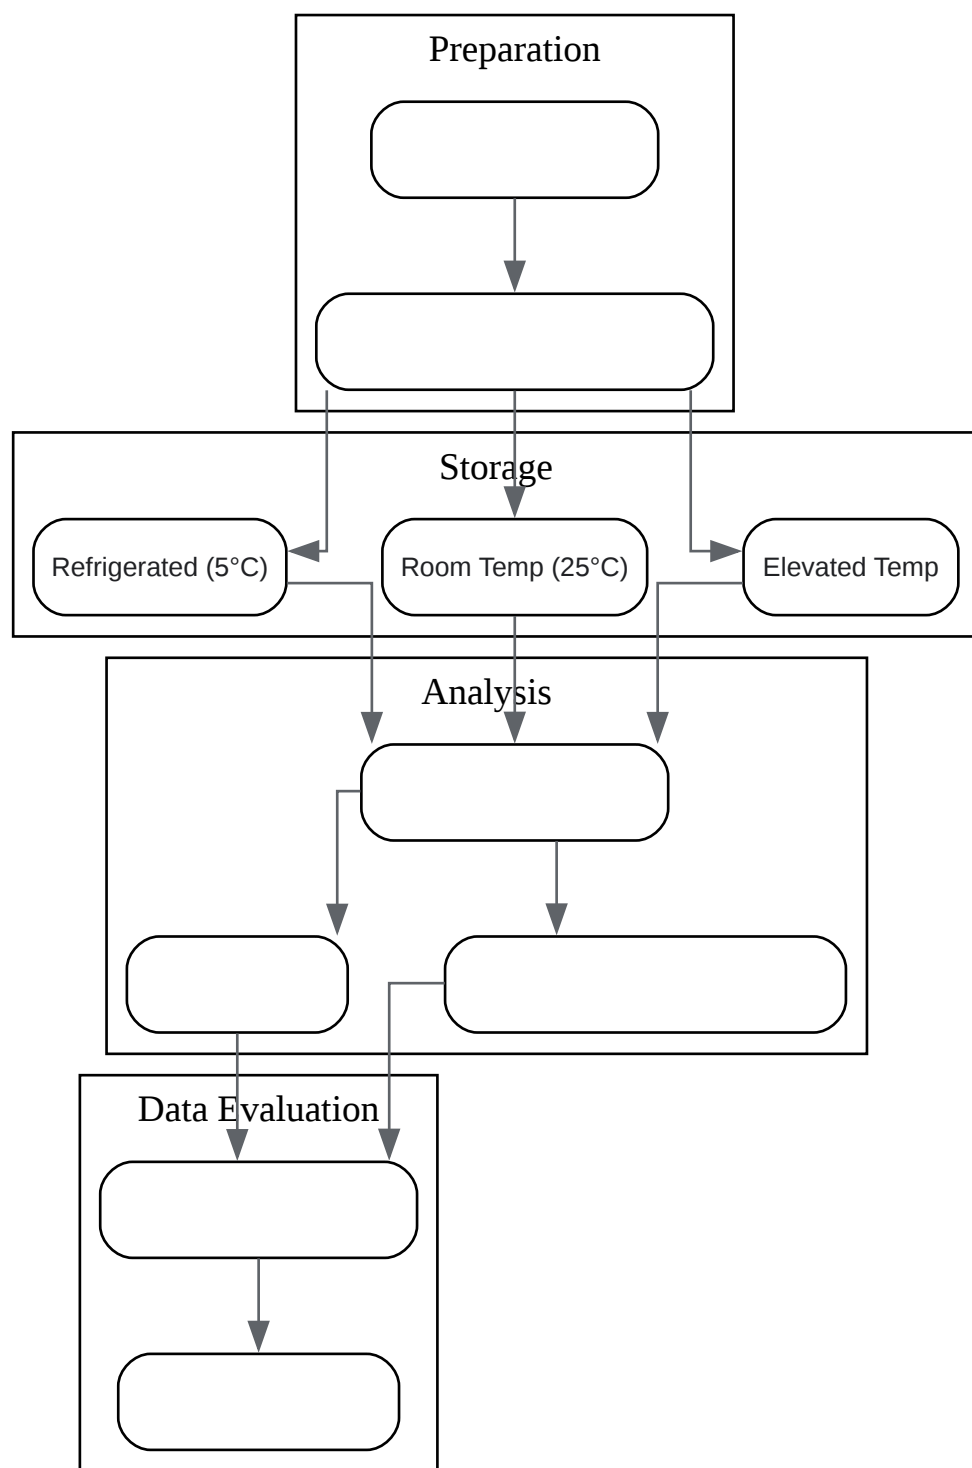 Preparation
Storage
Refrigerated (5°C)
Room Temp (25°C)
Elevated Temp
Analysis
Data Evaluation